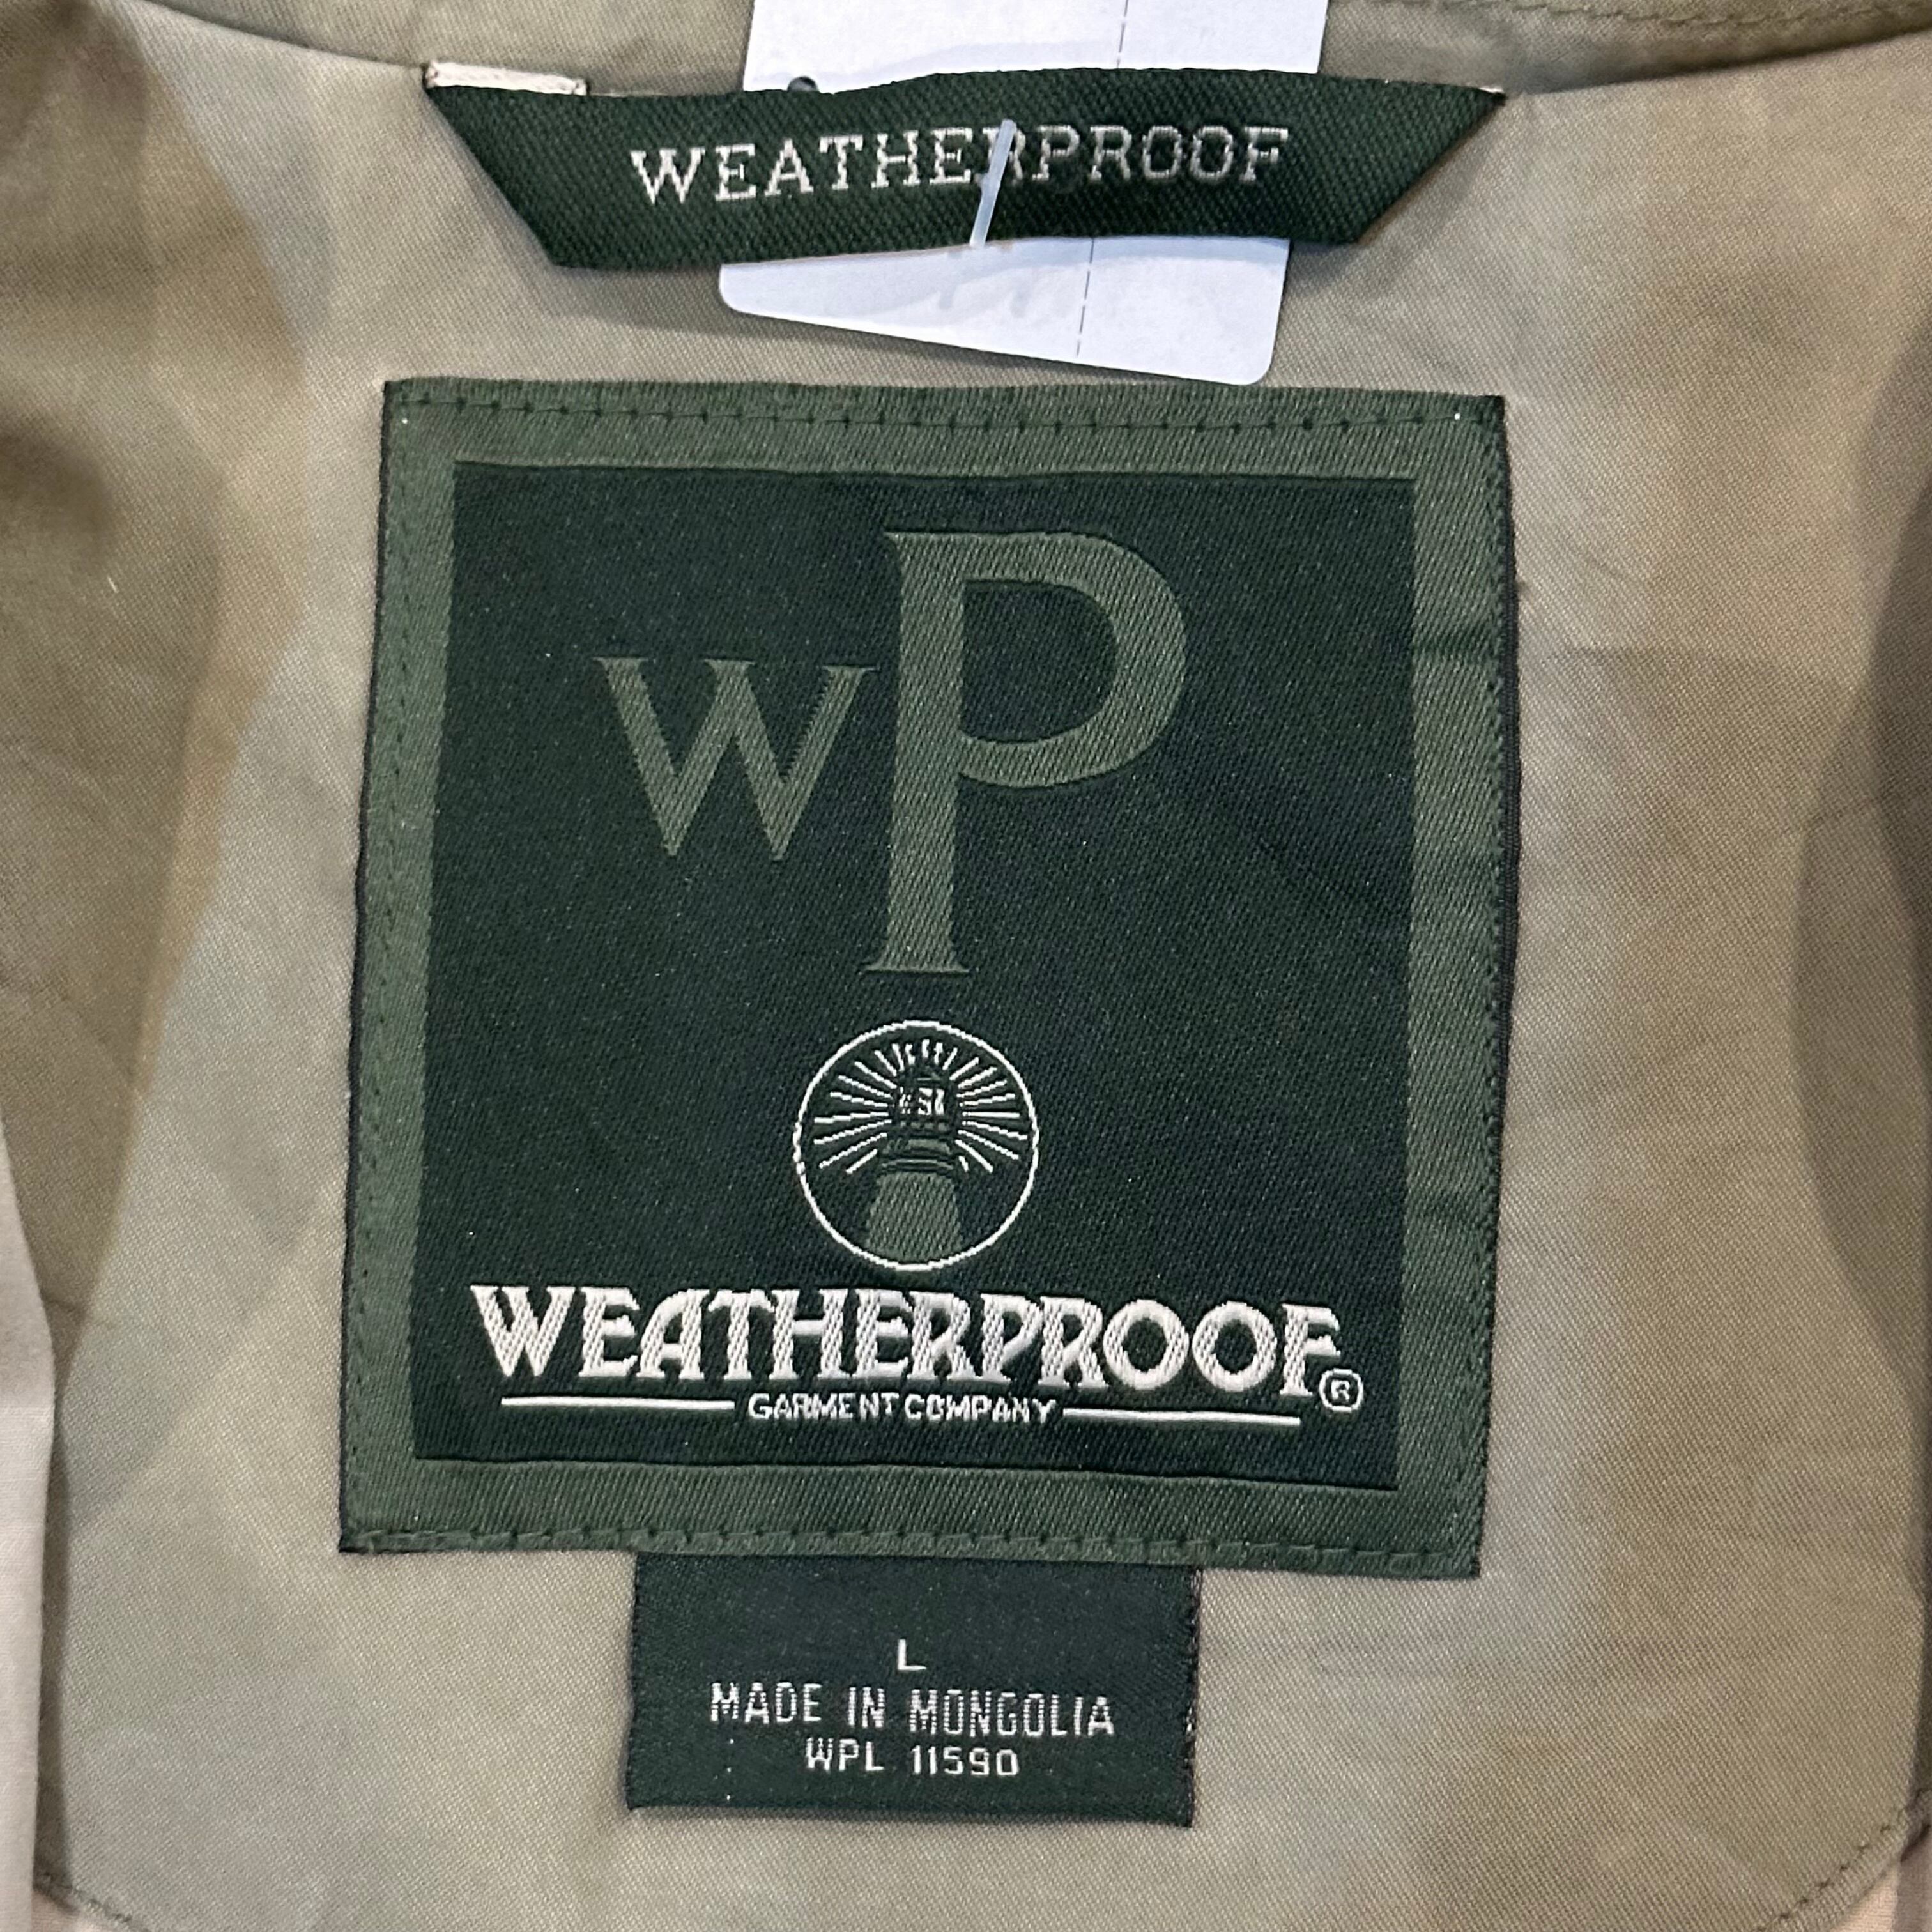 WEATHERPROOF
WP
WEATHERPROOF®
GARMENT COMPANY
L
MADE IN MONGOLIA
WPL 11590